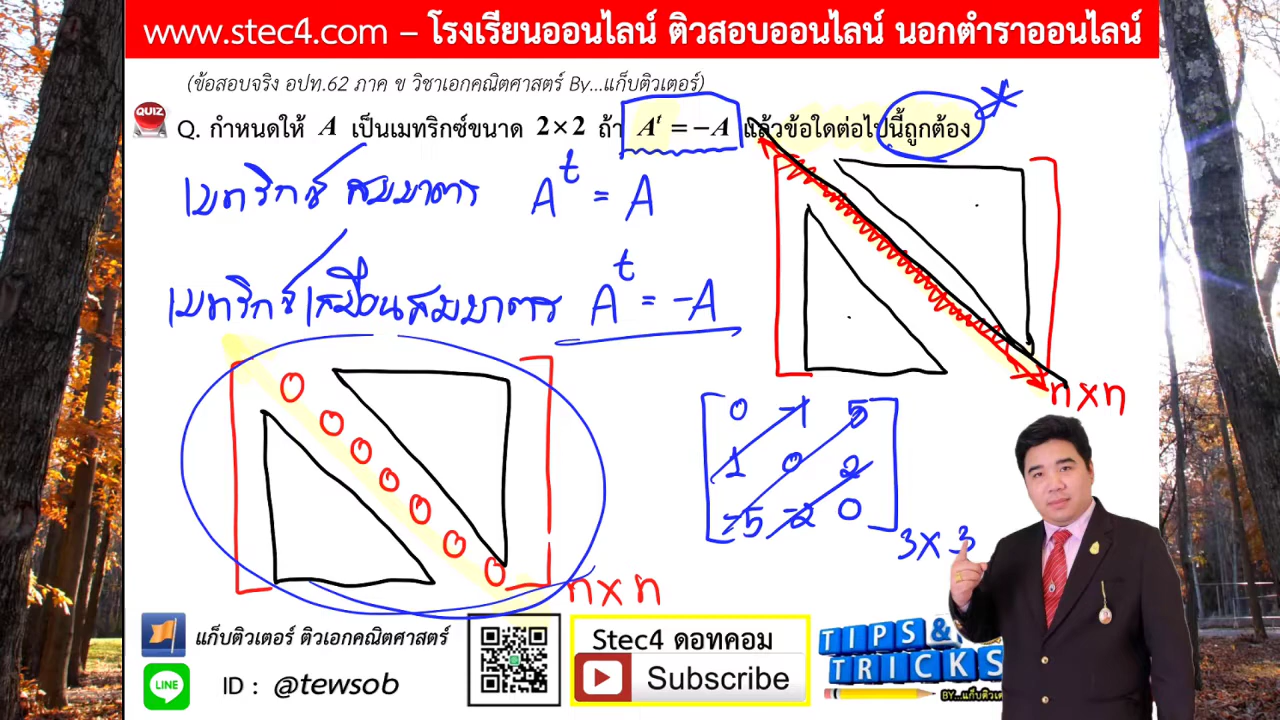 www.stec4.com – โรงเรียนออนไลน์ ติวสอบออนไลน์ นอกตำราออนไลน์
(ข้อสอบจริง อปท.62 ภาค ข วิชาเอกคณิตศาสตร์ By...แก็บติวเตอร์)
QUIZ
Q. กำหนดให้ A เป็นเมทริกซ์ขนาด 2×2 ถ้า Aᵗ = −A แล้วข้อใดต่อไปนี้ถูกต้อง
เมทริกซ์ สมมาตร Aᵗ = A
เมทริกซ์เสมือนสมมาตร Aᵗ = −A
n×n
0 -1 5
1 0 2
-5 -2 0
3×3
0
0
0
0
0
0
0
n×n
แก็บติวเตอร์ ติวเอกคณิตศาสตร์
LINE
ID : @tewsob
Stec4 ดอทคอม
Subscribe
TIPS &
TRICKS